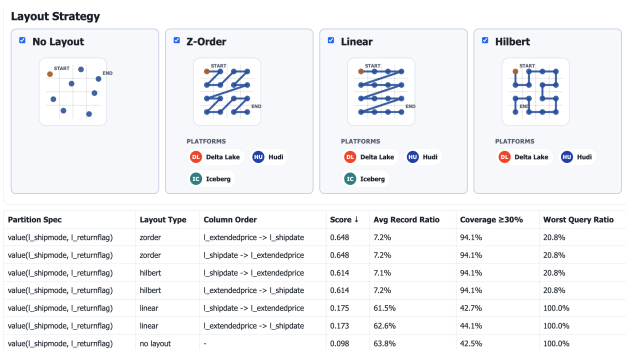 Layout Strategy
No Layout
START
END
Z-Order
START
END
PLATFORMS
DL Delta Lake
HU Hudi
IC Iceberg
Linear
START
END
PLATFORMS
DL Delta Lake
HU Hudi
IC Iceberg
Hilbert
START
END
PLATFORMS
DL Delta Lake
HU Hudi
Partition Spec Layout Type Column Order Score ↓ Avg Record Ratio Coverage ≥30% Worst Query Ratio
value(l_shipmode, l_returnflag) zorder l_extendedprice -> l_shipdate 0.648 7.2% 94.1% 20.8%
value(l_shipmode, l_returnflag) zorder l_shipdate -> l_extendedprice 0.648 7.2% 94.1% 20.8%
value(l_shipmode, l_returnflag) hilbert l_shipdate -> l_extendedprice 0.614 7.1% 94.1% 20.8%
value(l_shipmode, l_returnflag) hilbert l_extendedprice -> l_shipdate 0.614 7.2% 94.1% 20.8%
value(l_shipmode, l_returnflag) linear l_shipdate -> l_extendedprice 0.175 61.5% 42.7% 100.0%
value(l_shipmode, l_returnflag) linear l_extendedprice -> l_shipdate 0.173 62.6% 44.1% 100.0%
value(l_shipmode, l_returnflag) no layout - 0.098 63.8% 42.5% 100.0%